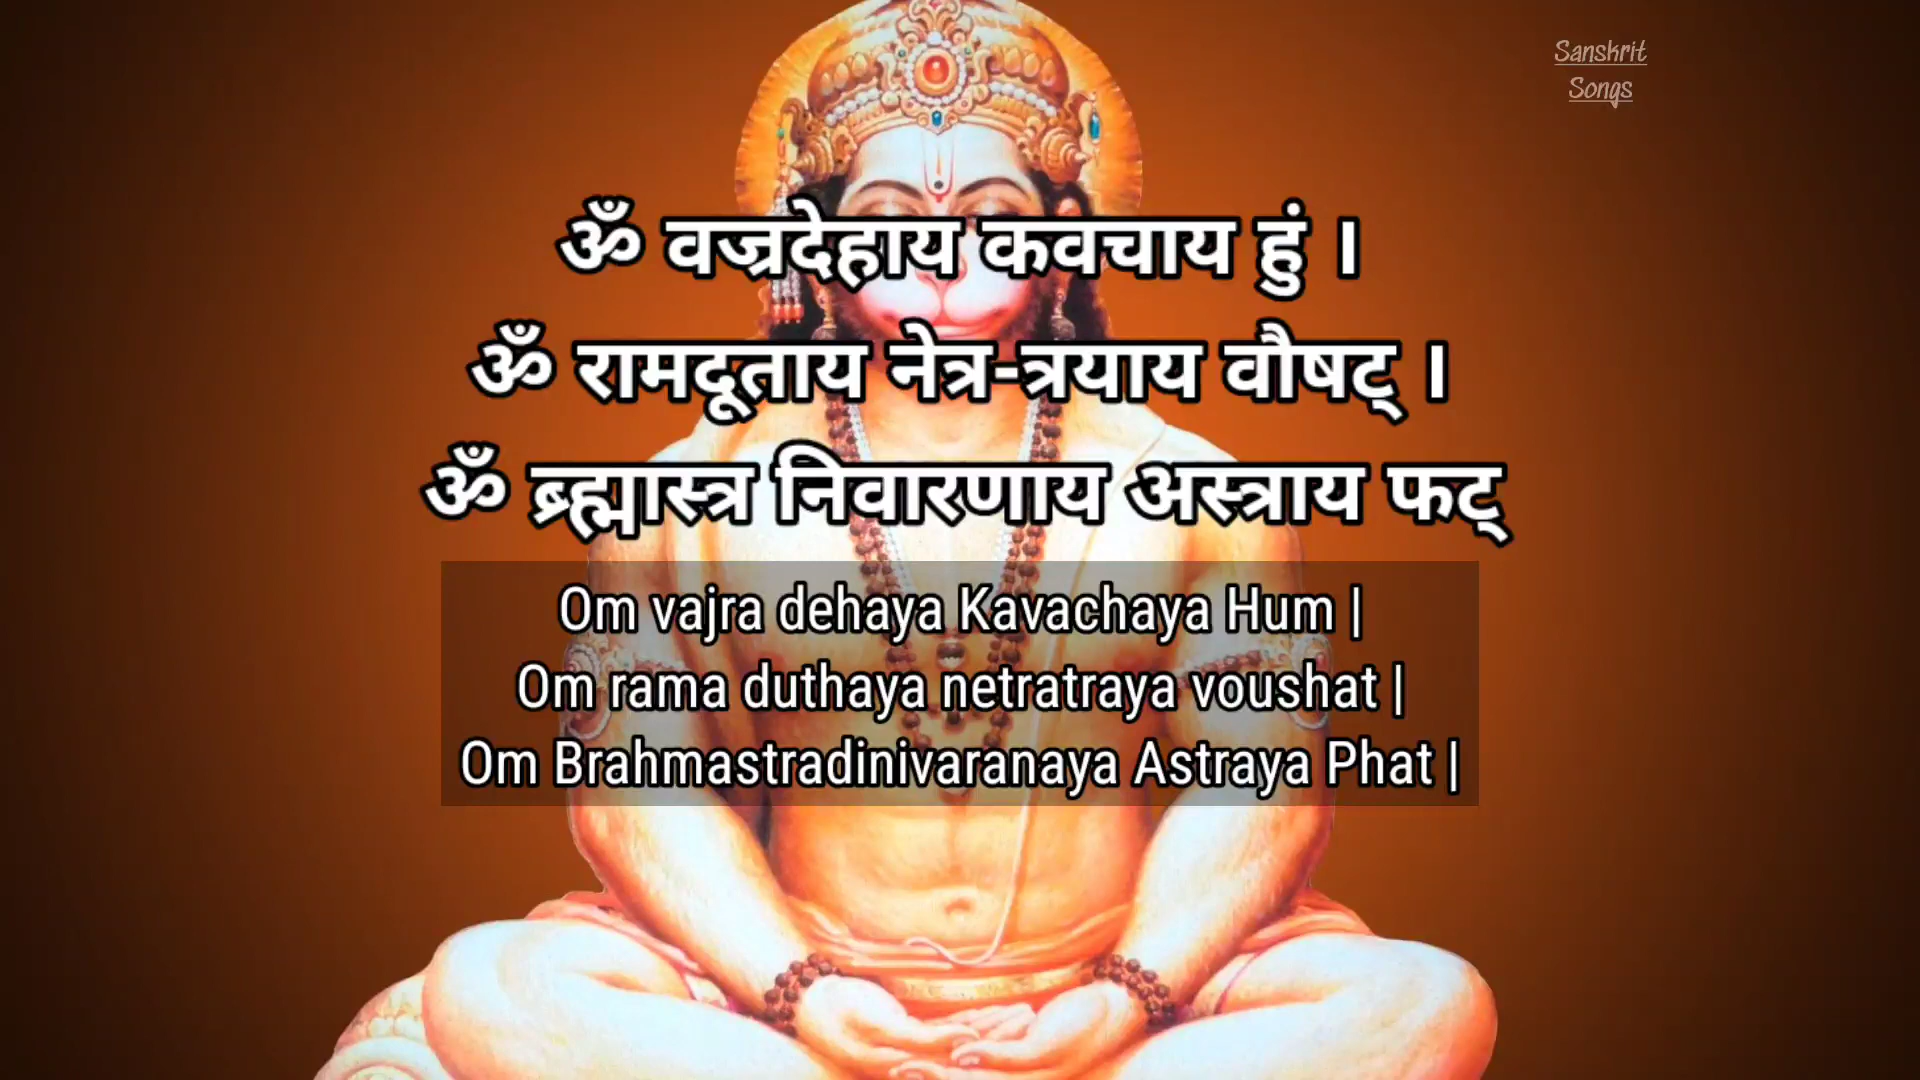 Sanskrit
Songs
ॐ वज्रदेहाय कवचाय हुं ।
ॐ रामदूताय नेत्र-त्रयाय वौषट् ।
ॐ ब्र्ह्मास्त्र निवारणाय अस्त्राय फट्
Om vajra dehaya Kavachaya Hum |
Om rama duthaya netratraya voushat |
Om Brahmastradinivaranaya Astraya Phat |